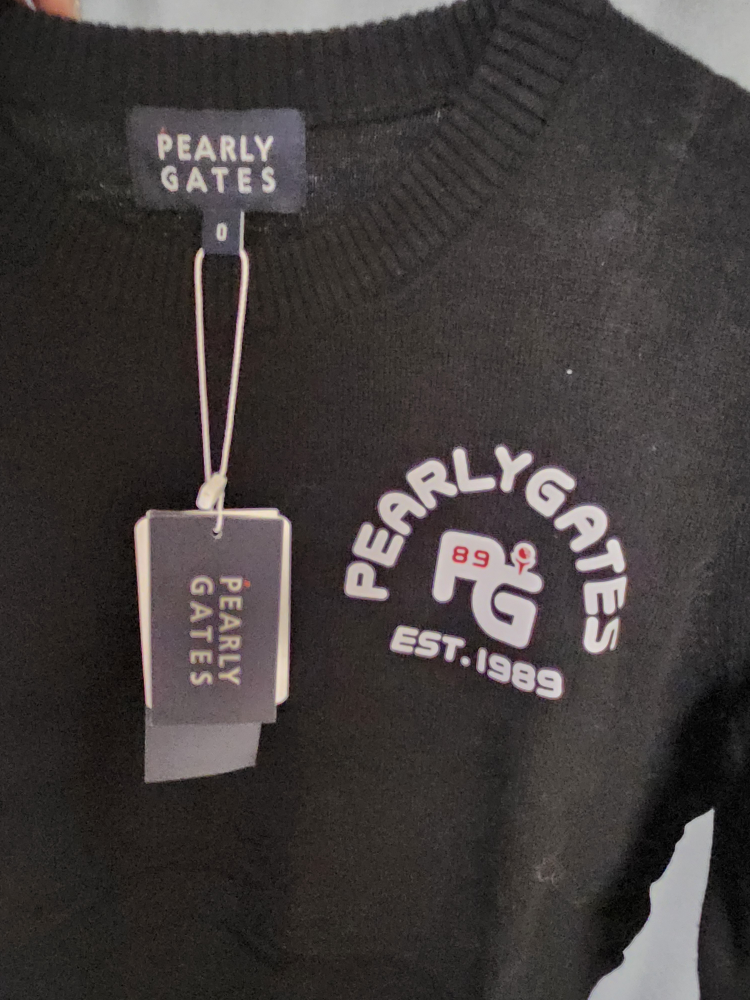 PEARLY
GATES
0
PEARLY
GATES
PEARLYGATES
89
PG
EST.1989